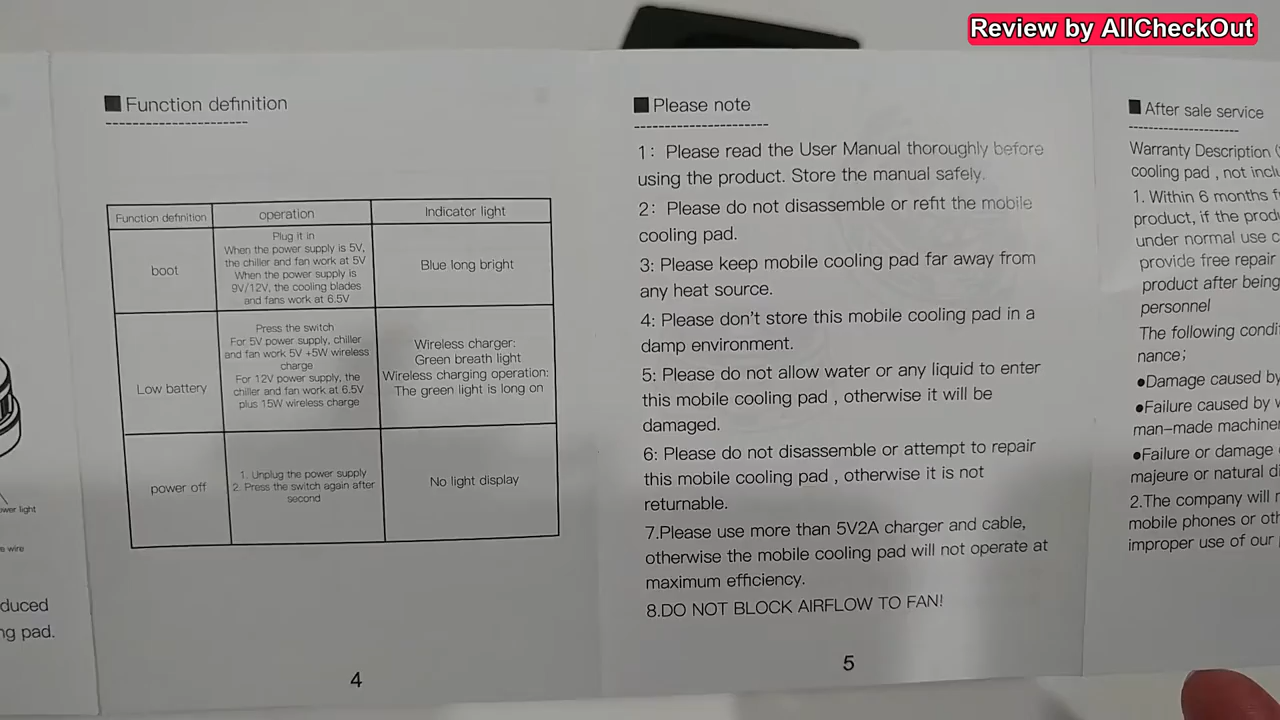 Review by AllCheckOut
ower light
e wire
duced
ng pad.
Function definition
Function definition
operation
Indicator light
boot
Plug it in
When the power supply is 5V,
the chiller and fan work at 5V
When the power supply is
9V/12V, the cooling blades
and fans work at 6.5V
Blue long bright
Low battery
Press the switch
For 5V power supply, chiller
and fan work 5V +5W wireless
charge
For 12V power supply, the
chiller and fan work at 6.5V
plus 15W wireless charge
Wireless charger:
Green breath light
Wireless charging operation:
The green light is long on
power off
1. Unplug the power supply
2. Press the switch again after
second
No light display
4
Please note
1: Please read the User Manual thoroughly before
using the product. Store the manual safely.
2: Please do not disassemble or refit the mobile
cooling pad.
3: Please keep mobile cooling pad far away from
any heat source.
4: Please don't store this mobile cooling pad in a
damp environment.
5: Please do not allow water or any liquid to enter
this mobile cooling pad , otherwise it will be
damaged.
6: Please do not disassemble or attempt to repair
this mobile cooling pad , otherwise it is not
returnable.
7.Please use more than 5V2A charger and cable,
otherwise the mobile cooling pad will not operate at
maximum efficiency.
8.DO NOT BLOCK AIRFLOW TO FAN!
5
After sale service
Warranty Description (
cooling pad , not incl
1. Within 6 months f
product, if the prod
under normal use c
provide free repair
product after being
personnel
The following condi
nance;
●Damage caused by
●Failure caused by
man-made machine
●Failure or damage
majeure or natural di
2.The company will
mobile phones or oth
improper use of our